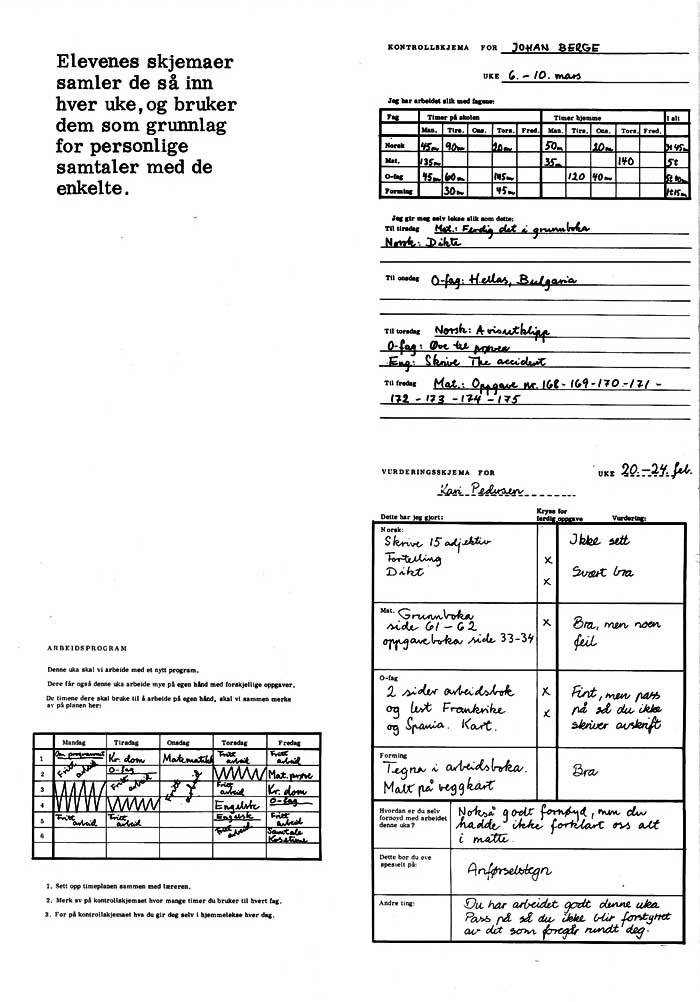 Elevenes skjemaer
samler de så inn
hver uke, og bruker
dem som grunnlag
for personlige
samtaler med de
enkelte.
KONTROLLSKJEMA FOR JOHAN BERGE
UKE 6. – 10. mars
Jeg har arbeidet slik med fagene:
Fag Timer på skolen Timer hjemme I alt
Man. Tirs. Ons. Tors. Fred. Man. Tirs. Ons. Tors. Fred.
Norsk 45m 90m 20m 50m 20m 3t 45m
Mat. 135m 35m 140 5t
O-fag 45m 60m 145m 120 40m
Forming 30m 45m 1t 15m
Jeg gir meg selv lekse slik som dette:
Til tirsdag Mat.: Ferdig det i grunnboka
Norsk: Dikte
Til onsdag O-fag: Hellas, Bulgaria
Til torsdag Norsk: Avisutklipp
O-fag: Øve til prøven
Eng: Skrive The accident
Til fredag Mat.: Oppgave nr. 168 - 169 - 170 - 171 -
172 - 173 - 174 - 175
VURDERINGSSKJEMA FOR UKE 20. – 24. feb.
Kari Pedersen
Dette har jeg gjort: Kryss for ferdig oppgave Vurdering:
Norsk:
Skrive 15 adjektiv Ikke sett
Fortelling x
Dikt x Svært bra
Mat. Grunnboka x Bra, men noen
side 61 – 62 feil
oppgaveboka side 33-34
O-fag
2 sider arbeidsbok x Fint, men pass
og lest Frankrike x på så du ikke
og Spania. Kart. skriver avskrift
Forming
Tegna i arbeidsboka. Bra
Malt på veggkart
Hvordan er du selv Nokså godt fornøyd, men du
fornøyd med arbeidet hadde ikke forklart oss alt
denne uka? i matte.
Dette bør du øve
spesielt på: Anførselstegn
Andre ting: Du har arbeidet godt denne uka
Pass på så du ikke blir forstyrret
av det som foregår rundt deg.
ARBEIDSPROGRAM
Denne uka skal vi arbeide med et nytt program.
Dere får også denne uka arbeide mye på egen hånd med forskjellige oppgaver.
De timene dere skal bruke til å arbeide på egen hånd, skal vi sammen merke
av på planen her:
Mandag Tirsdag Onsdag Torsdag Fredag
1 Om programmet Kr. dom Matematikk Fritt arbeid Fritt arbeid
2 Fritt arbeid O-fag Fritt arbeid Mat. prøve
3 Fritt arbeid Fritt arbeid Kr. dom
4 Engelsk O-fag
5 Fritt arbeid Fritt arbeid Engelsk Fritt arbeid
6 Fritt arbeid Samtale Kosetime
1. Sett opp timeplanen sammen med læreren.
2. Merk av på kontrollskjemaet hvor mange timer du bruker til hvert fag.
3. Før på kontrollskjemaet hva du gir deg selv i hjemmelekse hver dag.